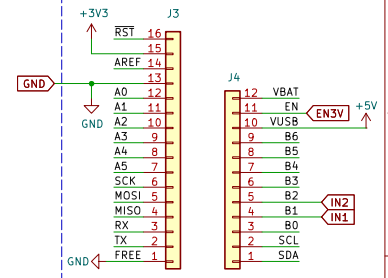 +3V3
J3
RST 16
15
AREF 14
GND 13
A0 12
GND
A1 11
A2 10
A3 9
A4 8
A5 7
SCK 6
MOSI 5
MISO 4
RX 3
TX 2
GND FREE 1
J4
12 VBAT
11 EN EN3V
10 VUSB +5V
9 B6
8 B5
7 B4
6 B3
5 B2 IN2
4 B1 IN1
3 B0
2 SCL
1 SDA